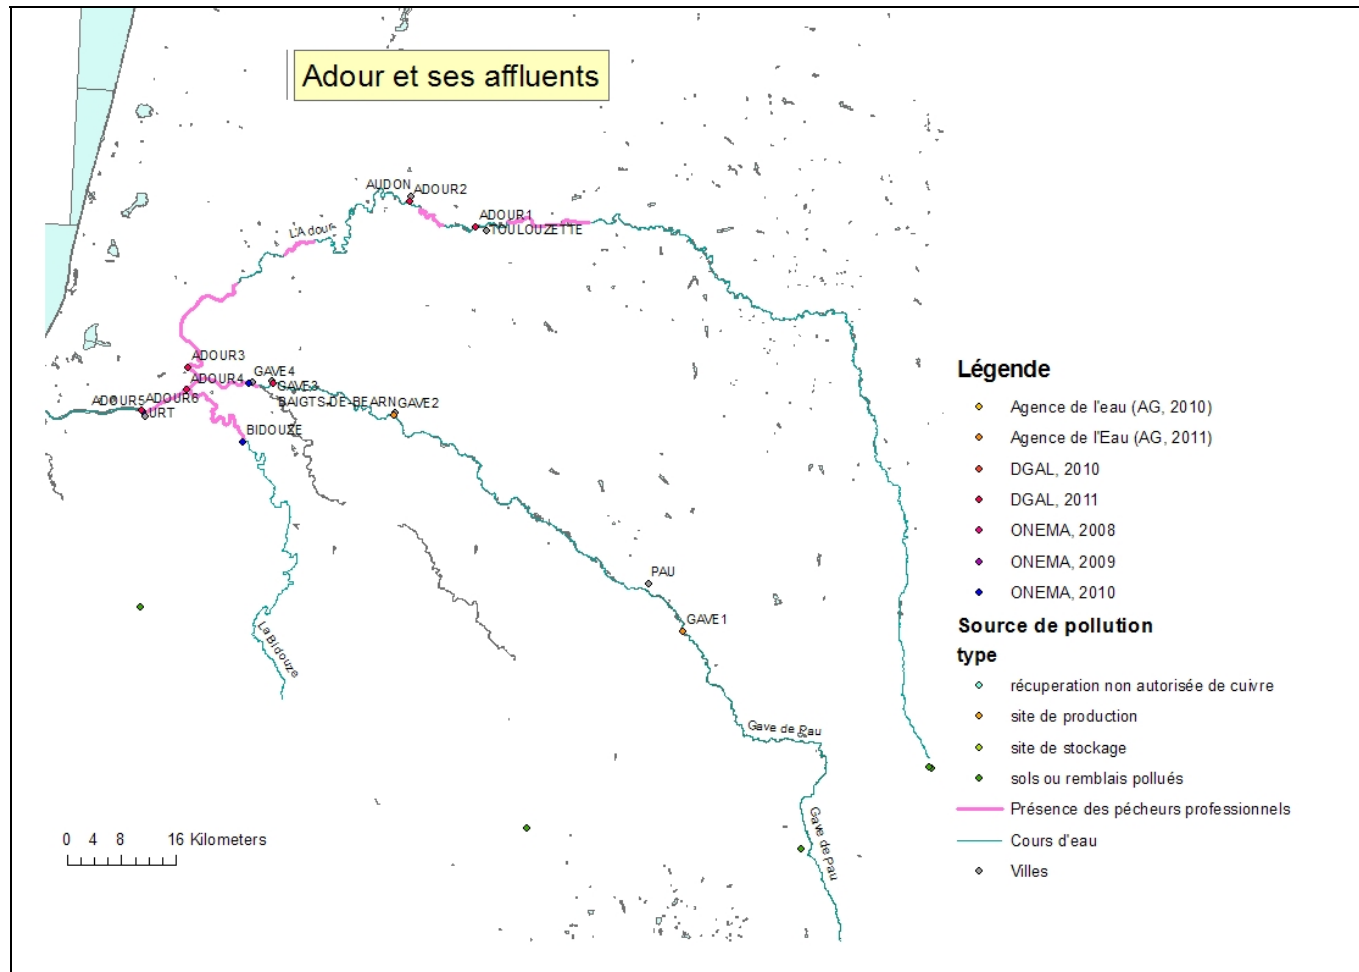 Adour et ses affluents
AUDON
ADOUR2
ADOUR1
TOULOUZETTE
L'Adour
ADOUR3
GAVE4
ADOUR4
GAVE3
ADOUR5
ADOUR6
BAIGTS-DE-BEARN
GAVE2
URT
BIDOUZE
PAU
GAVE1
La Bidouze
Gave de Pau
Gave de Pau
0 4 8 16 Kilometers
Légende
Agence de l'eau (AG, 2010)
Agence de l'Eau (AG, 2011)
DGAL, 2010
DGAL, 2011
ONEMA, 2008
ONEMA, 2009
ONEMA, 2010
Source de pollution
type
récuperation non autorisée de cuivre
site de production
site de stockage
sols ou remblais pollués
Présence des pécheurs professionnels
Cours d'eau
Villes